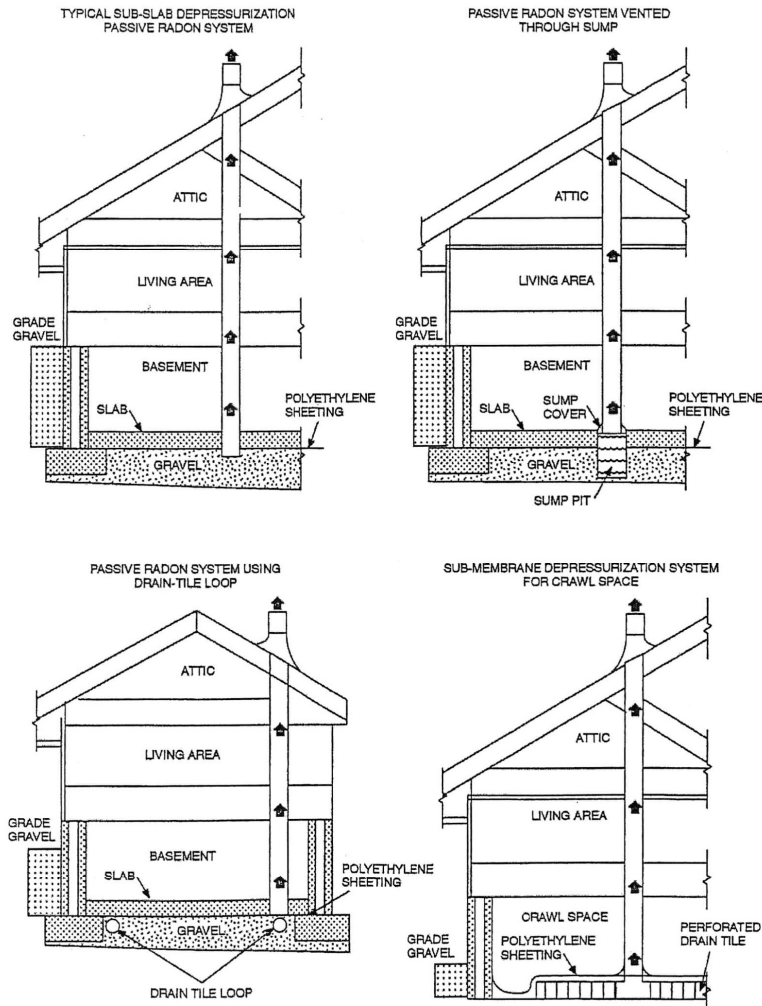 TYPICAL SUB-SLAB DEPRESSURIZATION
PASSIVE RADON SYSTEM
ATTIC
LIVING AREA
GRADE
GRAVEL
BASEMENT
SLAB
POLYETHYLENE
SHEETING
GRAVEL
PASSIVE RADON SYSTEM VENTED
THROUGH SUMP
ATTIC
LIVING AREA
GRADE
GRAVEL
BASEMENT
SLAB
SUMP
COVER
POLYETHYLENE
SHEETING
GRAVEL
SUMP PIT
PASSIVE RADON SYSTEM USING
DRAIN-TILE LOOP
ATTIC
LIVING AREA
GRADE
GRAVEL
BASEMENT
SLAB
POLYETHYLENE
SHEETING
GRAVEL
DRAIN TILE LOOP
SUB-MEMBRANE DEPRESSURIZATION SYSTEM
FOR CRAWL SPACE
ATTIC
LIVING AREA
CRAWL SPACE
POLYETHYLENE
SHEETING
PERFORATED
DRAIN TILE
GRADE
GRAVEL